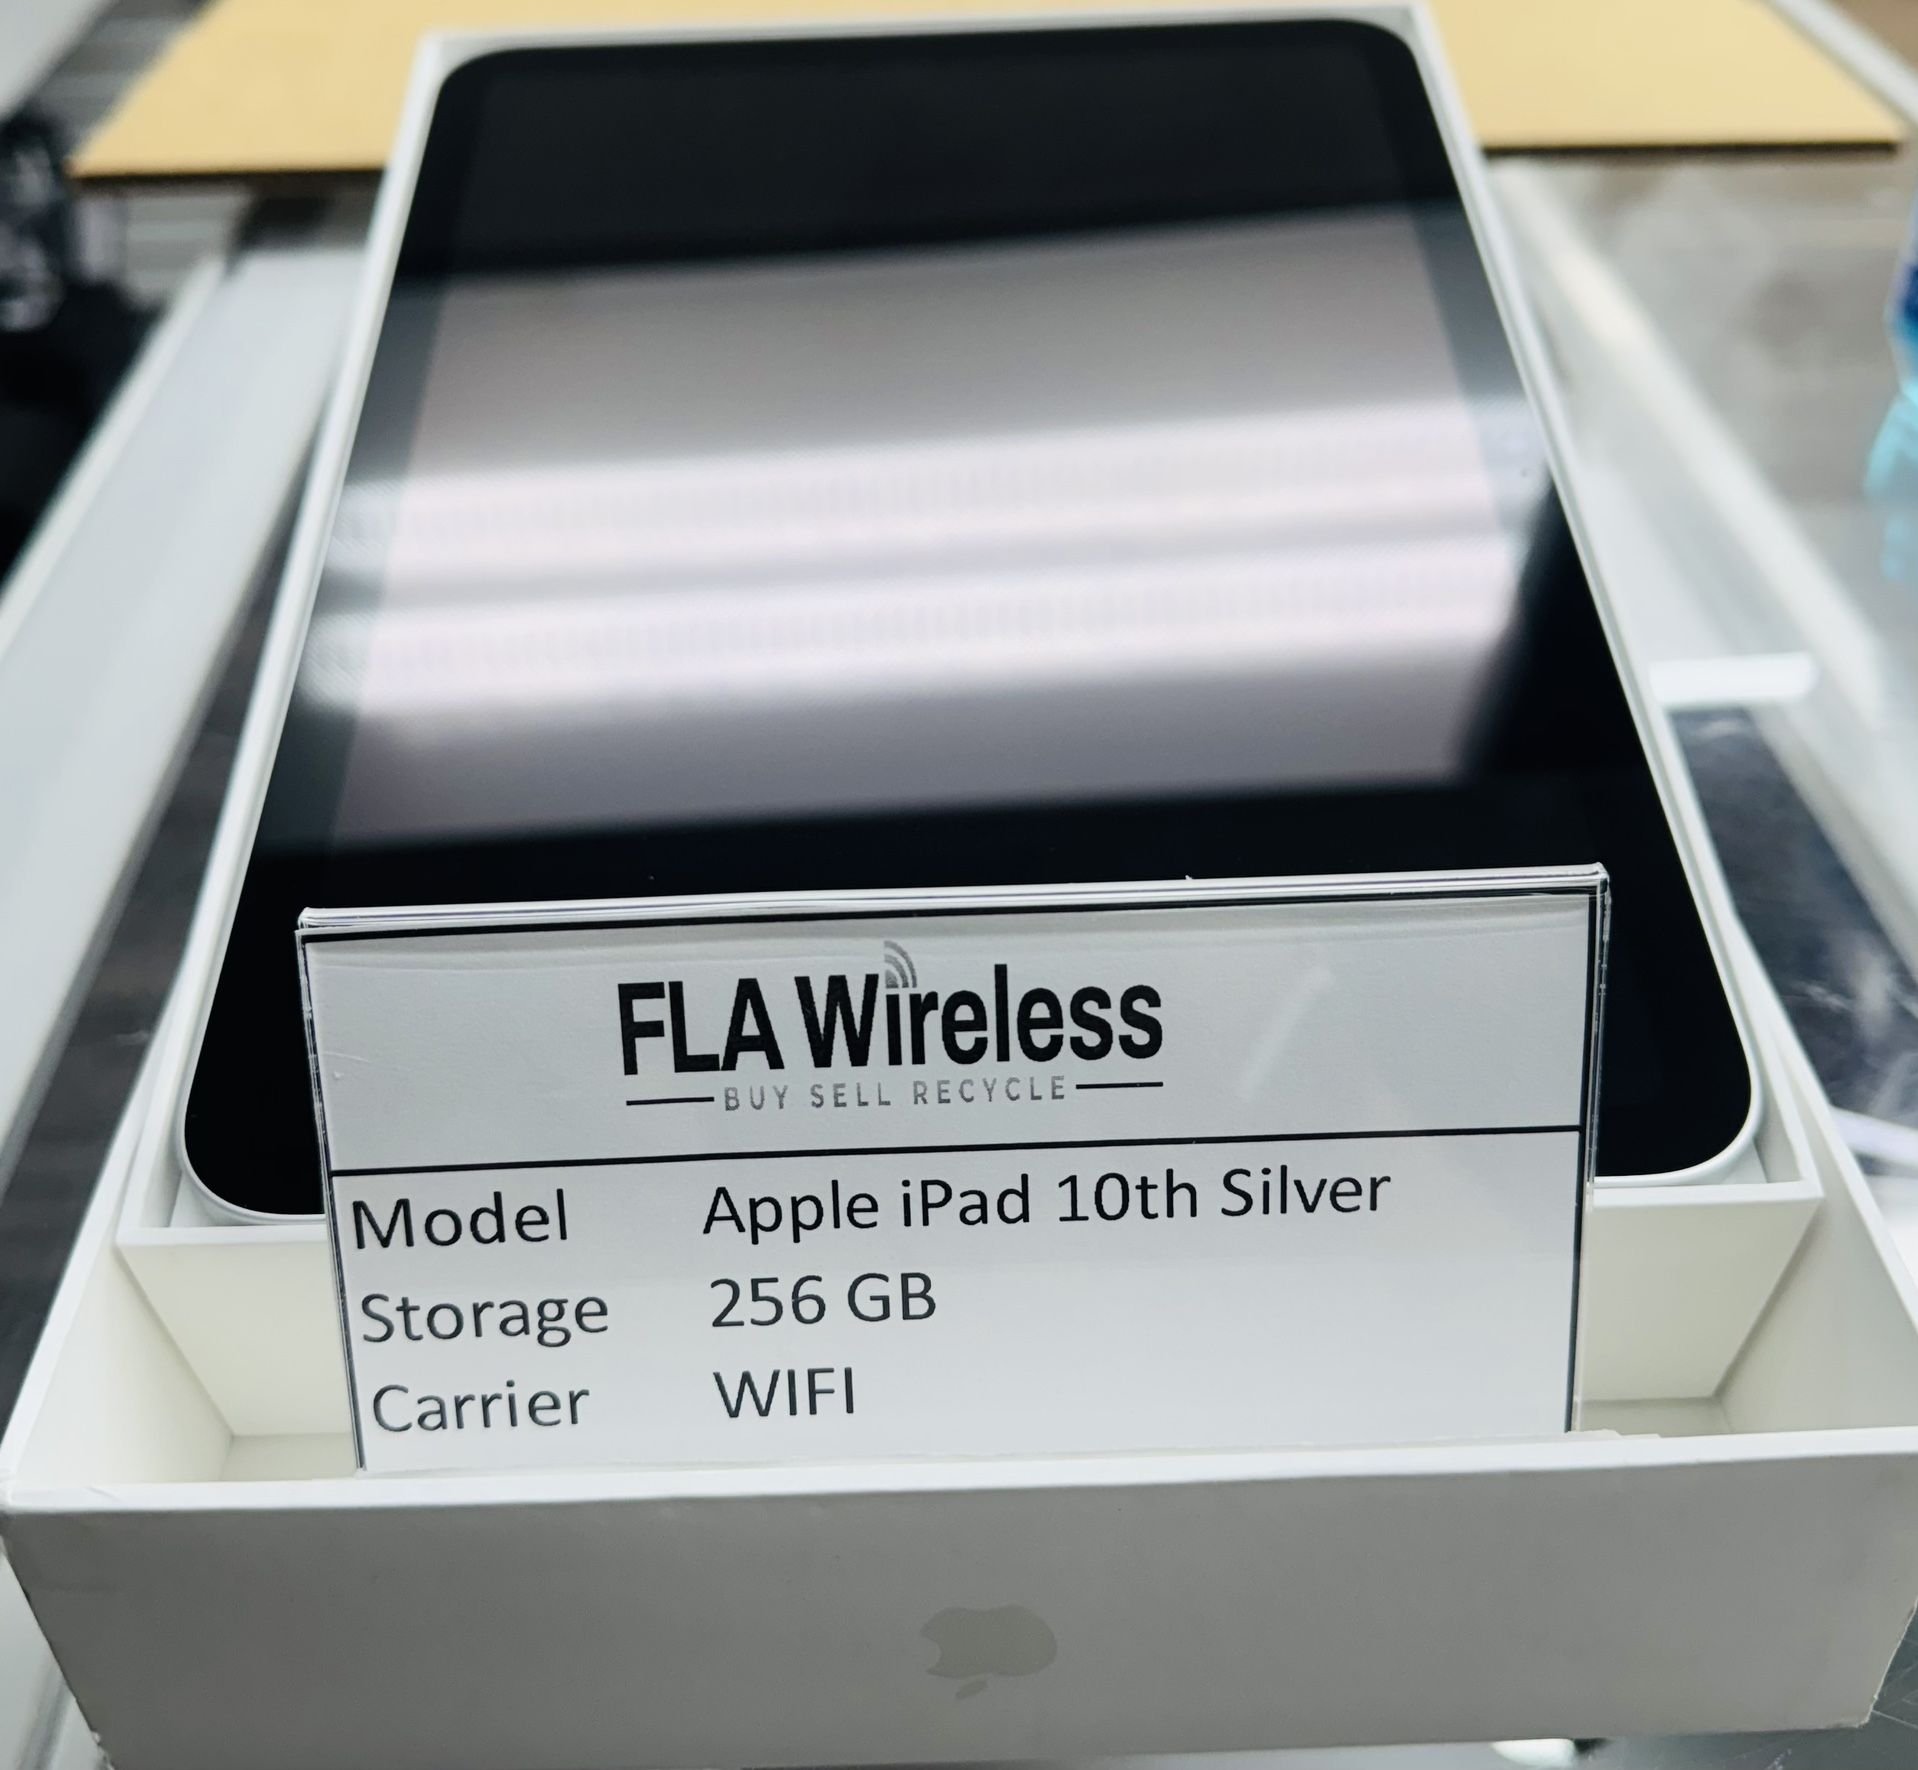 FLA Wireless
BUY SELL RECYCLE
Model Apple iPad 10th Silver
Storage 256 GB
Carrier WIFI